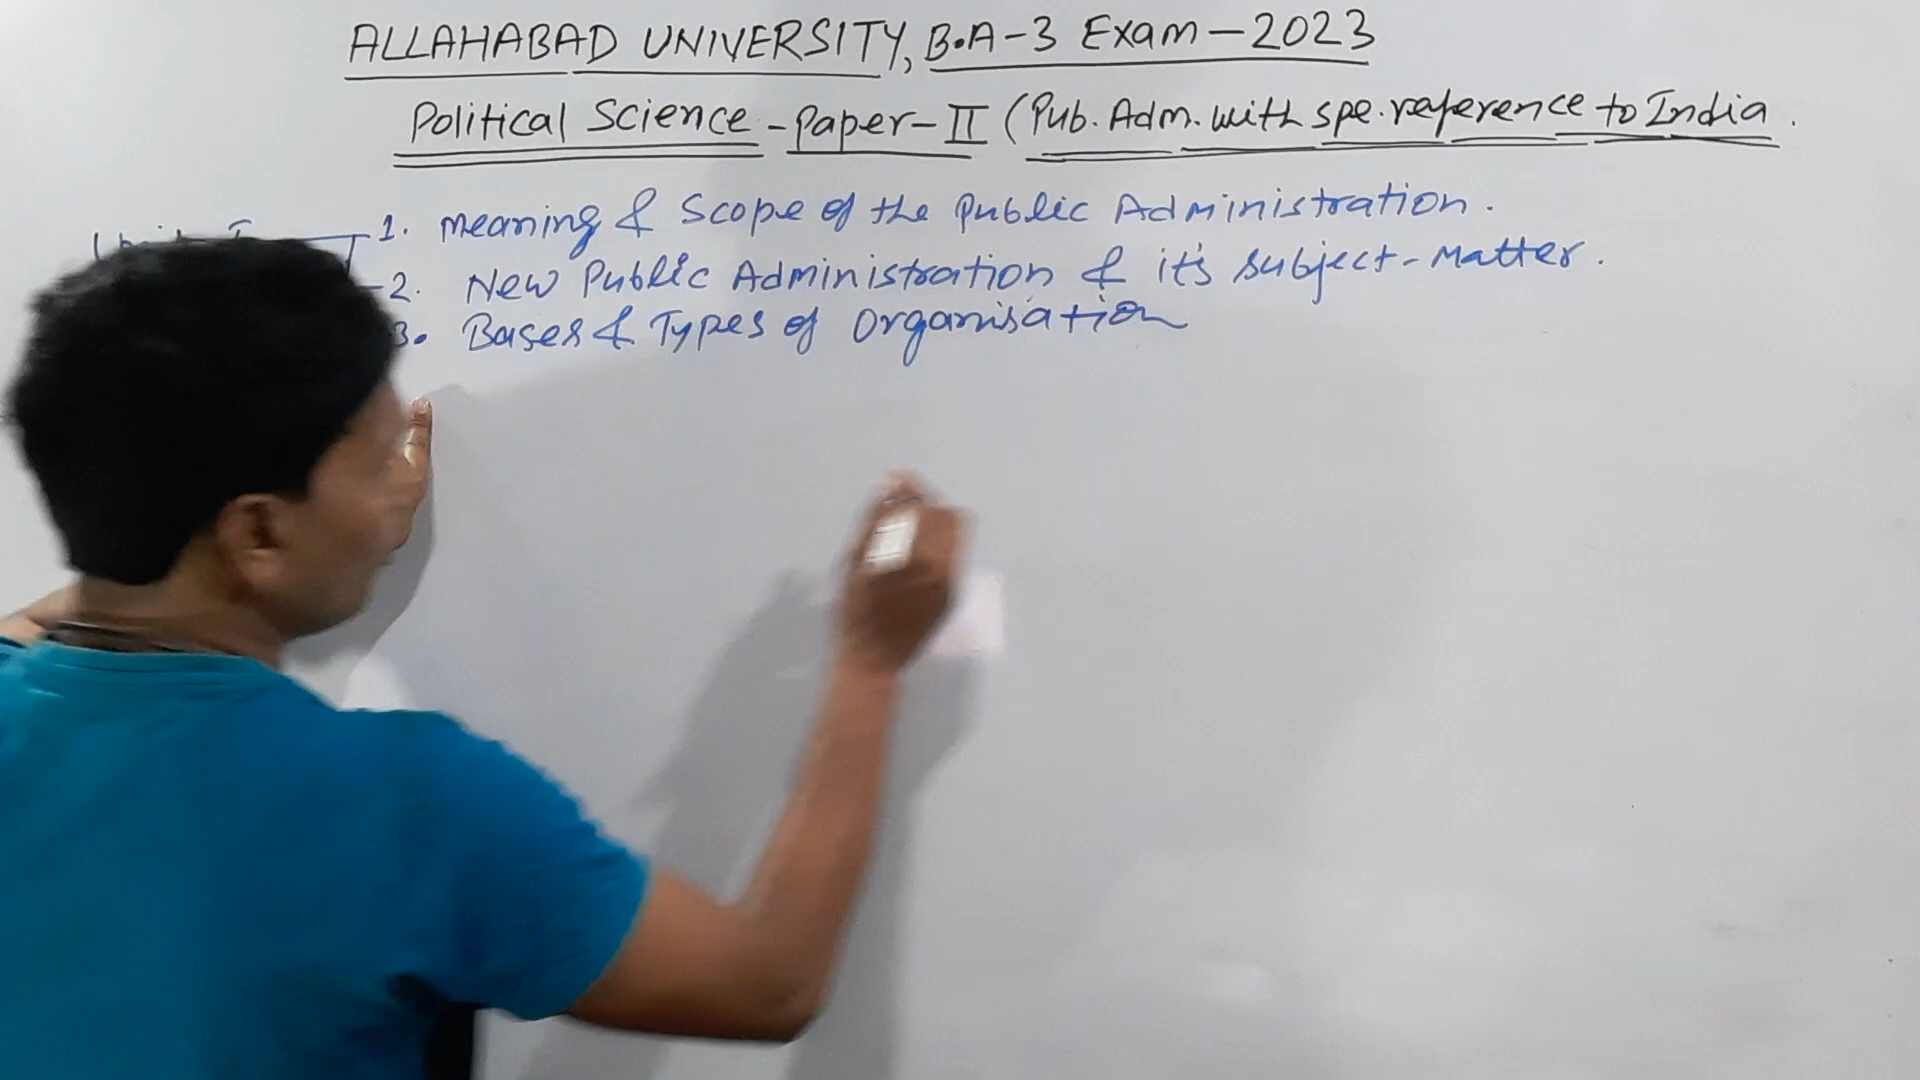 ALLAHABAD UNIVERSITY, B.A-3 Exam-2023
Political Science - Paper-II (Pub. Adm. with spe. reference to India.
1. Meaning & Scope of the Public Administration.
2. New Public Administration & it's subject-Matter.
3. Bases & Types of Organisation